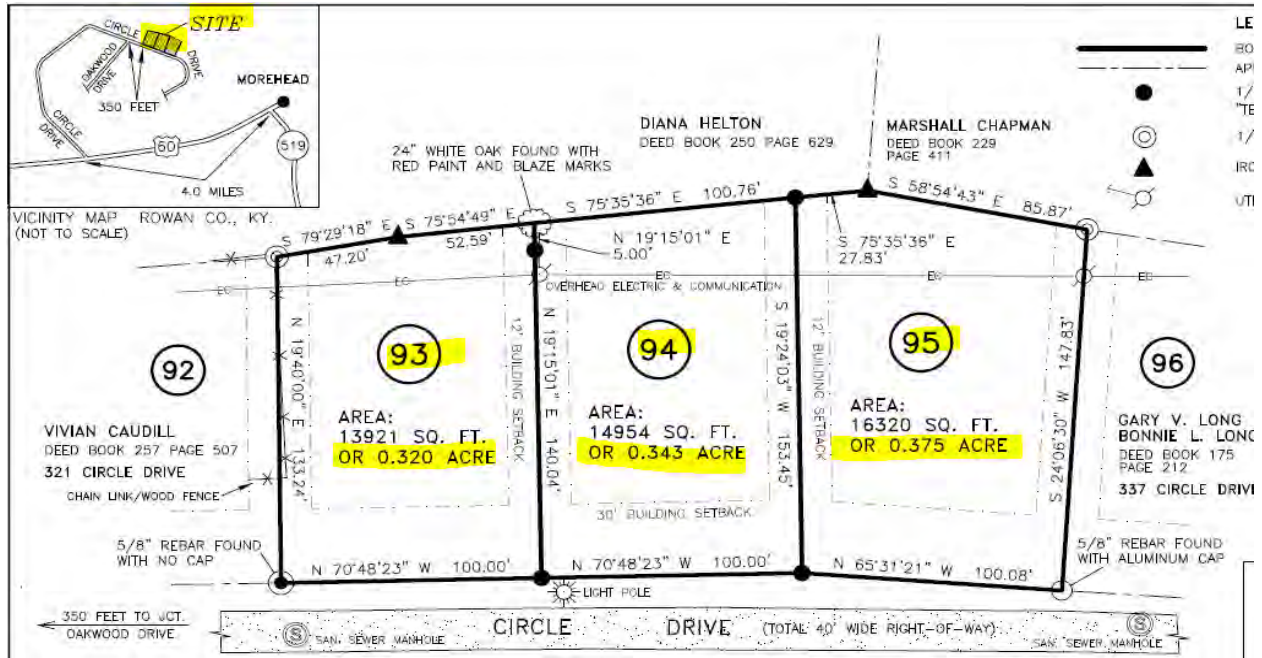 CIRCLE
SITE
DRIVE
OAKWOOD
DRIVE
350 FEET
MOREHEAD
CIRCLE
DRIVE
60
519
4.0 MILES
VICINITY MAP ROWAN CO., KY.
(NOT TO SCALE)
24" WHITE OAK FOUND WITH
RED PAINT AND BLAZE MARKS
DIANA HELTON
DEED BOOK 250 PAGE 629
MARSHALL CHAPMAN
DEED BOOK 229
PAGE 411
LE
BO
AP
1/
"TE
1/
IRO
UTI
S 79°29'18" E
47.20'
S 75°54'49" E
52.59'
S 75°35'36" E 100.76'
N 19°15'01" E
5.00'
S 75°35'36" E
27.83'
S 58°54'43" E 85.87'
EC
EC
EC
OVERHEAD ELECTRIC & COMMUNICATION
92
VIVIAN CAUDILL
DEED BOOK 257 PAGE 507
321 CIRCLE DRIVE
CHAIN LINK/WOOD FENCE
N 19°40'00" E 133.24'
93
AREA:
13921 SQ. FT.
OR 0.320 ACRE
12' BUILDING SETBACK
N 19°15'01" E 140.04'
94
AREA:
14954 SQ. FT.
OR 0.343 ACRE
30' BUILDING SETBACK
S 19°24'03" W 153.45'
12' BUILDING SETBACK
95
AREA:
16320 SQ. FT.
OR 0.375 ACRE
S 24°06'30" W 147.83'
96
GARY V. LONG
BONNIE L. LONG
DEED BOOK 175
PAGE 212
337 CIRCLE DRIV
5/8" REBAR FOUND
WITH NO CAP
5/8" REBAR FOUND
WITH ALUMINUM CAP
N 70°48'23" W 100.00'
N 70°48'23" W 100.00'
N 65°31'21" W 100.08'
LIGHT POLE
350 FEET TO JCT.
OAKWOOD DRIVE
S
SAN. SEWER MANHOLE
CIRCLE DRIVE (TOTAL 40' WIDE RIGHT-OF-WAY)
S
SAN. SEWER MANHOLE